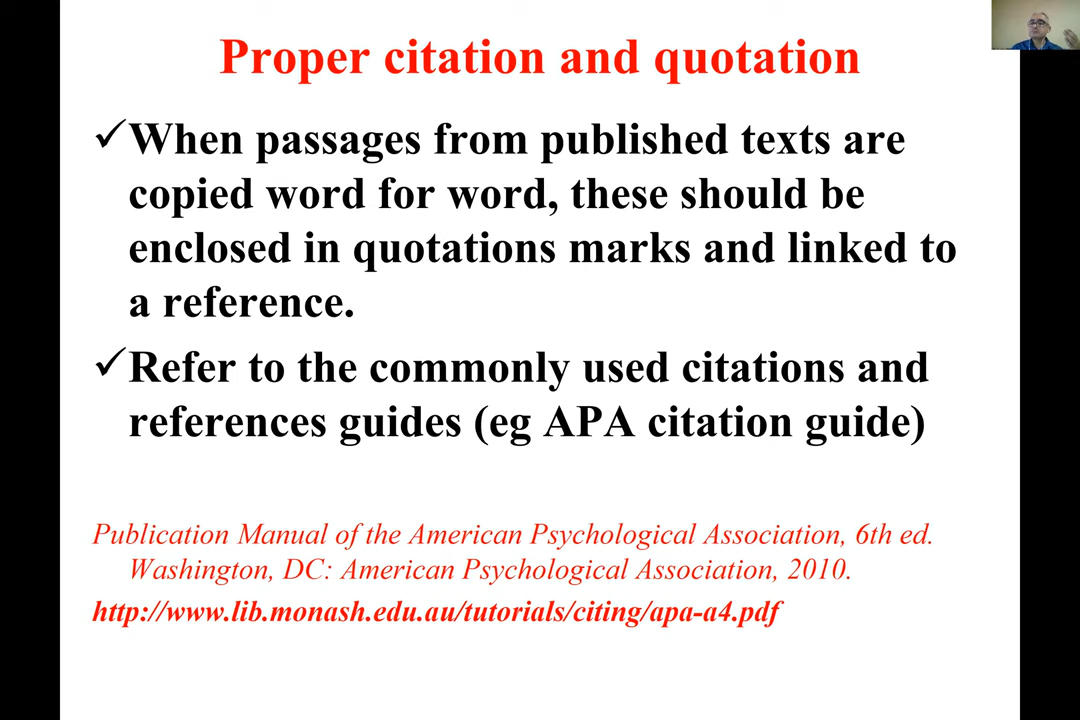 Proper citation and quotation
✓When passages from published texts are
copied word for word, these should be
enclosed in quotations marks and linked to
a reference.
✓Refer to the commonly used citations and
references guides (eg APA citation guide)
Publication Manual of the American Psychological Association, 6th ed.
Washington, DC: American Psychological Association, 2010.
http://www.lib.monash.edu.au/tutorials/citing/apa-a4.pdf